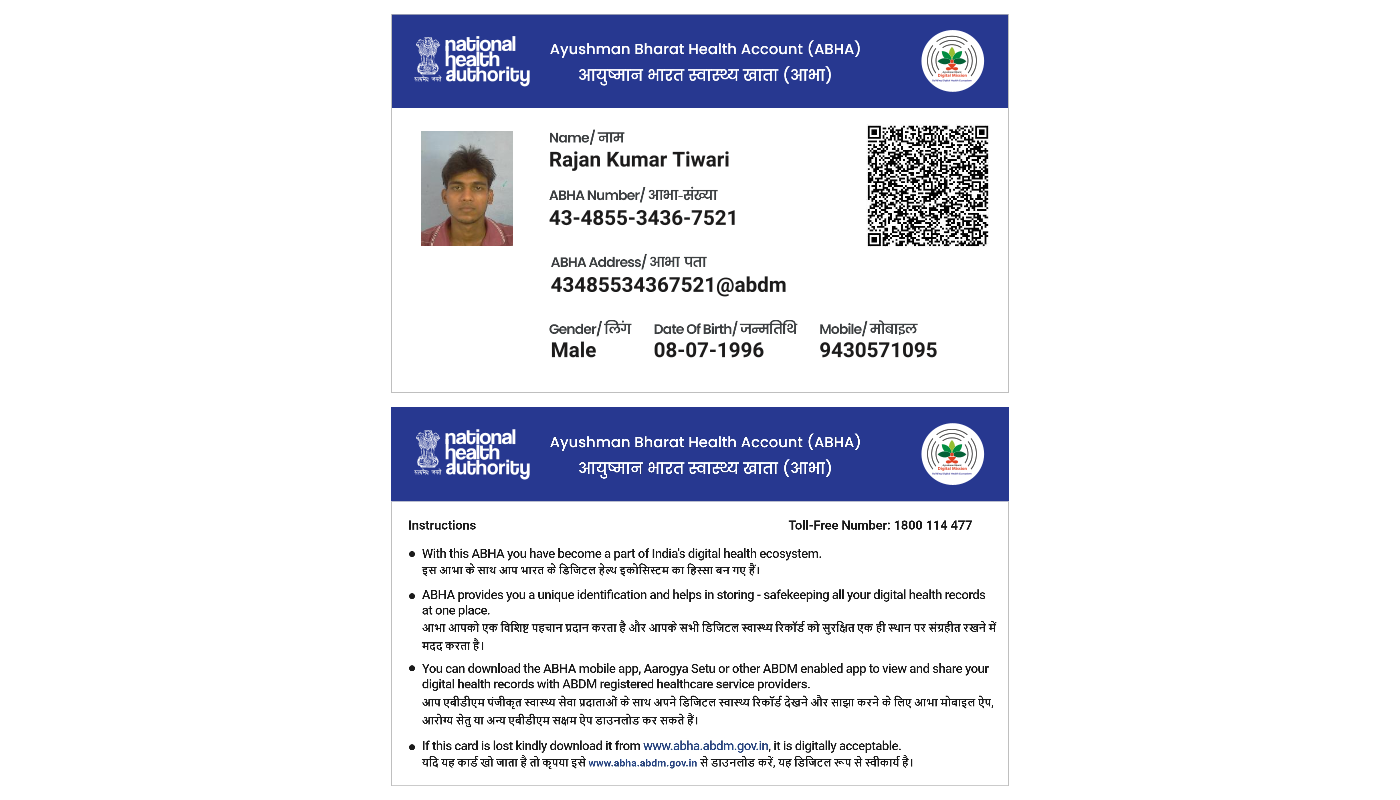 national
health
authority
सत्यमेव जयते
Ayushman Bharat Health Account (ABHA)
आयुष्मान भारत स्वास्थ्य खाता (आभा)
Digital Mission
Name/ नाम
Rajan Kumar Tiwari
ABHA Number/ आभा-संख्या
43-4855-3436-7521
ABHA Address/ आभा पता
43485534367521@abdm
Gender/ लिंग Date Of Birth/ जन्मतिथि Mobile/ मोबाइल
Male 08-07-1996 9430571095
national
health
authority
सत्यमेव जयते
Ayushman Bharat Health Account (ABHA)
आयुष्मान भारत स्वास्थ्य खाता (आभा)
Digital Mission
Instructions Toll-Free Number: 1800 114 477
With this ABHA you have become a part of India's digital health ecosystem.
इस आभा के साथ आप भारत के डिजिटल हेल्थ इकोसिस्टम का हिस्सा बन गए हैं।
ABHA provides you a unique identification and helps in storing - safekeeping all your digital health records
at one place.
आभा आपको एक विशिष्ट पहचान प्रदान करता है और आपके सभी डिजिटल स्वास्थ्य रिकॉर्ड को सुरक्षित एक ही स्थान पर संग्रहीत रखने में
मदद करता है।
You can download the ABHA mobile app, Aarogya Setu or other ABDM enabled app to view and share your
digital health records with ABDM registered healthcare service providers.
आप एबीडीएम पंजीकृत स्वास्थ्य सेवा प्रदाताओं के साथ अपने डिजिटल स्वास्थ्य रिकॉर्ड देखने और साझा करने के लिए आभा मोबाइल ऐप,
आरोग्य सेतु या अन्य एबीडीएम सक्षम ऐप डाउनलोड कर सकते हैं।
If this card is lost kindly download it from www.abha.abdm.gov.in, it is digitally acceptable.
यदि यह कार्ड खो जाता है तो कृपया इसे www.abha.abdm.gov.in से डाउनलोड करें, यह डिजिटल रूप से स्वीकार्य है।